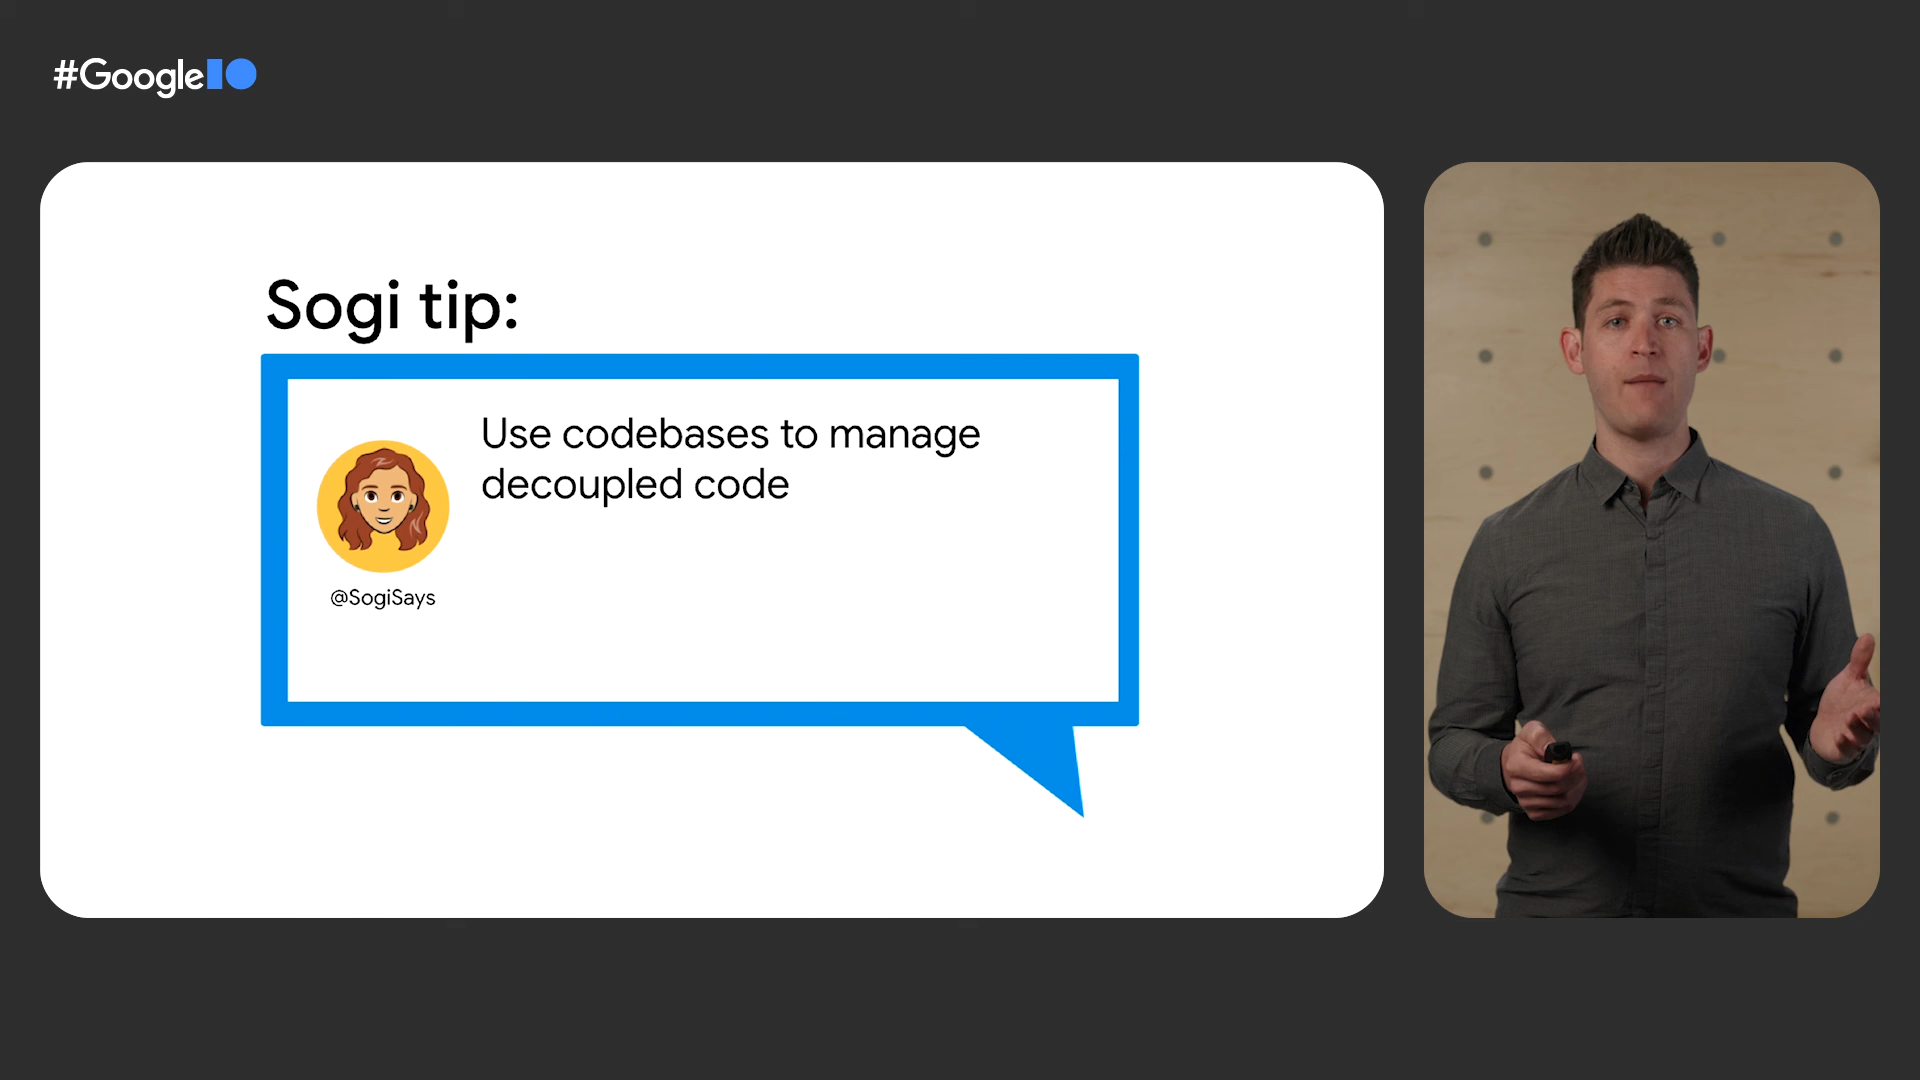 #GoogleIO
Sogi tip:
Use codebases to manage
decoupled code
@SogiSays